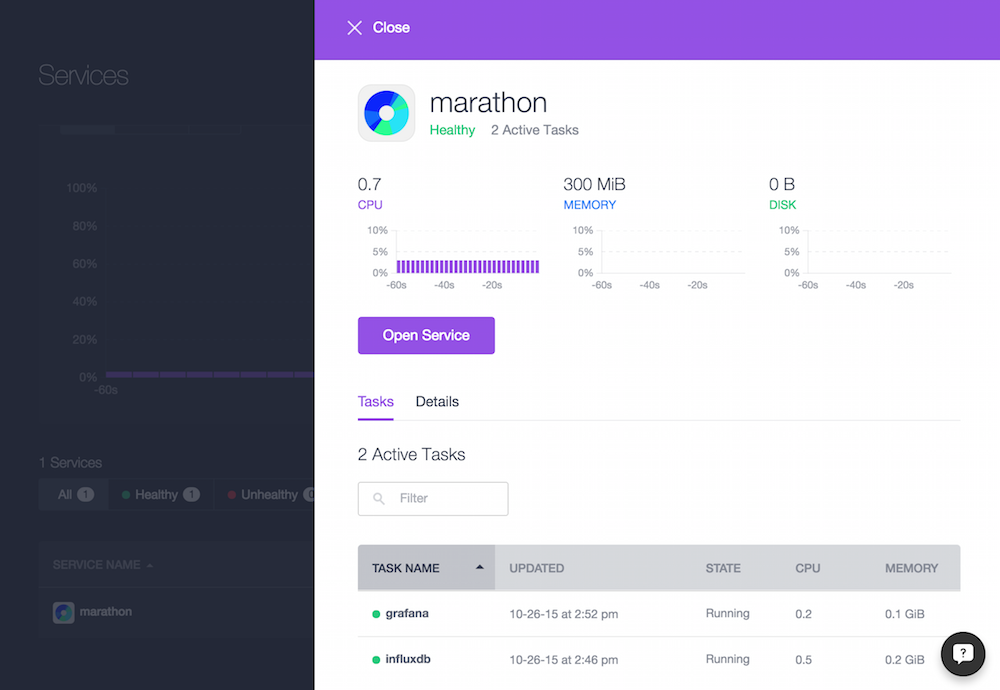 Services
100%
80%
60%
40%
20%
0%
-60s
1 Services
All 1 Healthy 1 Unhealthy
SERVICE NAME
marathon
Close
marathon
Healthy 2 Active Tasks
0.7 300 MiB 0 B
CPU MEMORY DISK
10% 10% 10%
5% 5% 5%
0% 0% 0%
-60s -40s -20s -60s -40s -20s -60s -40s -20s
Open Service
Tasks Details
2 Active Tasks
Filter
TASK NAME UPDATED STATE CPU MEMORY
grafana 10-26-15 at 2:52 pm Running 0.2 0.1 GiB
influxdb 10-26-15 at 2:46 pm Running 0.5 0.2 GiB
?